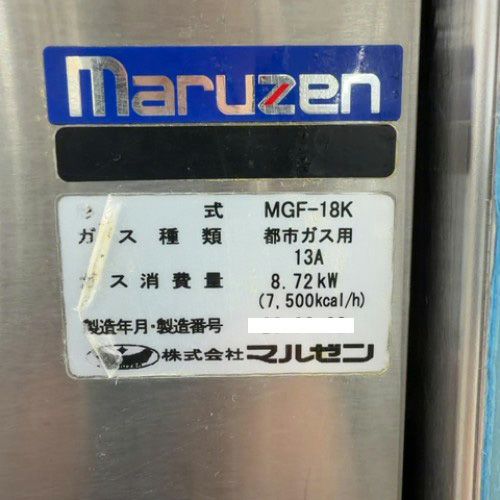 maruzen
式 MGF-18K
ガス種類 都市ガス用
13A
ス消費量 8.72kW
(7,500kcal/h)
製造年月・製造番号
株式会社マルゼン